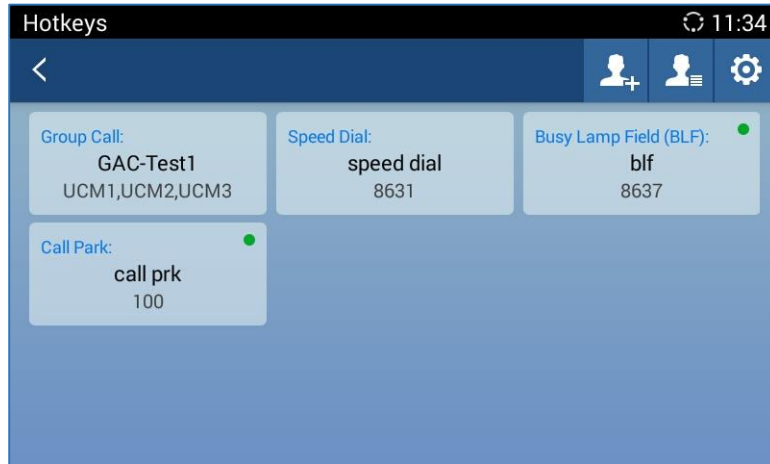 Hotkeys 11:34
Group Call:
GAC-Test1
UCM1,UCM2,UCM3
Speed Dial:
speed dial
8631
Busy Lamp Field (BLF):
blf
8637
Call Park:
call prk
100